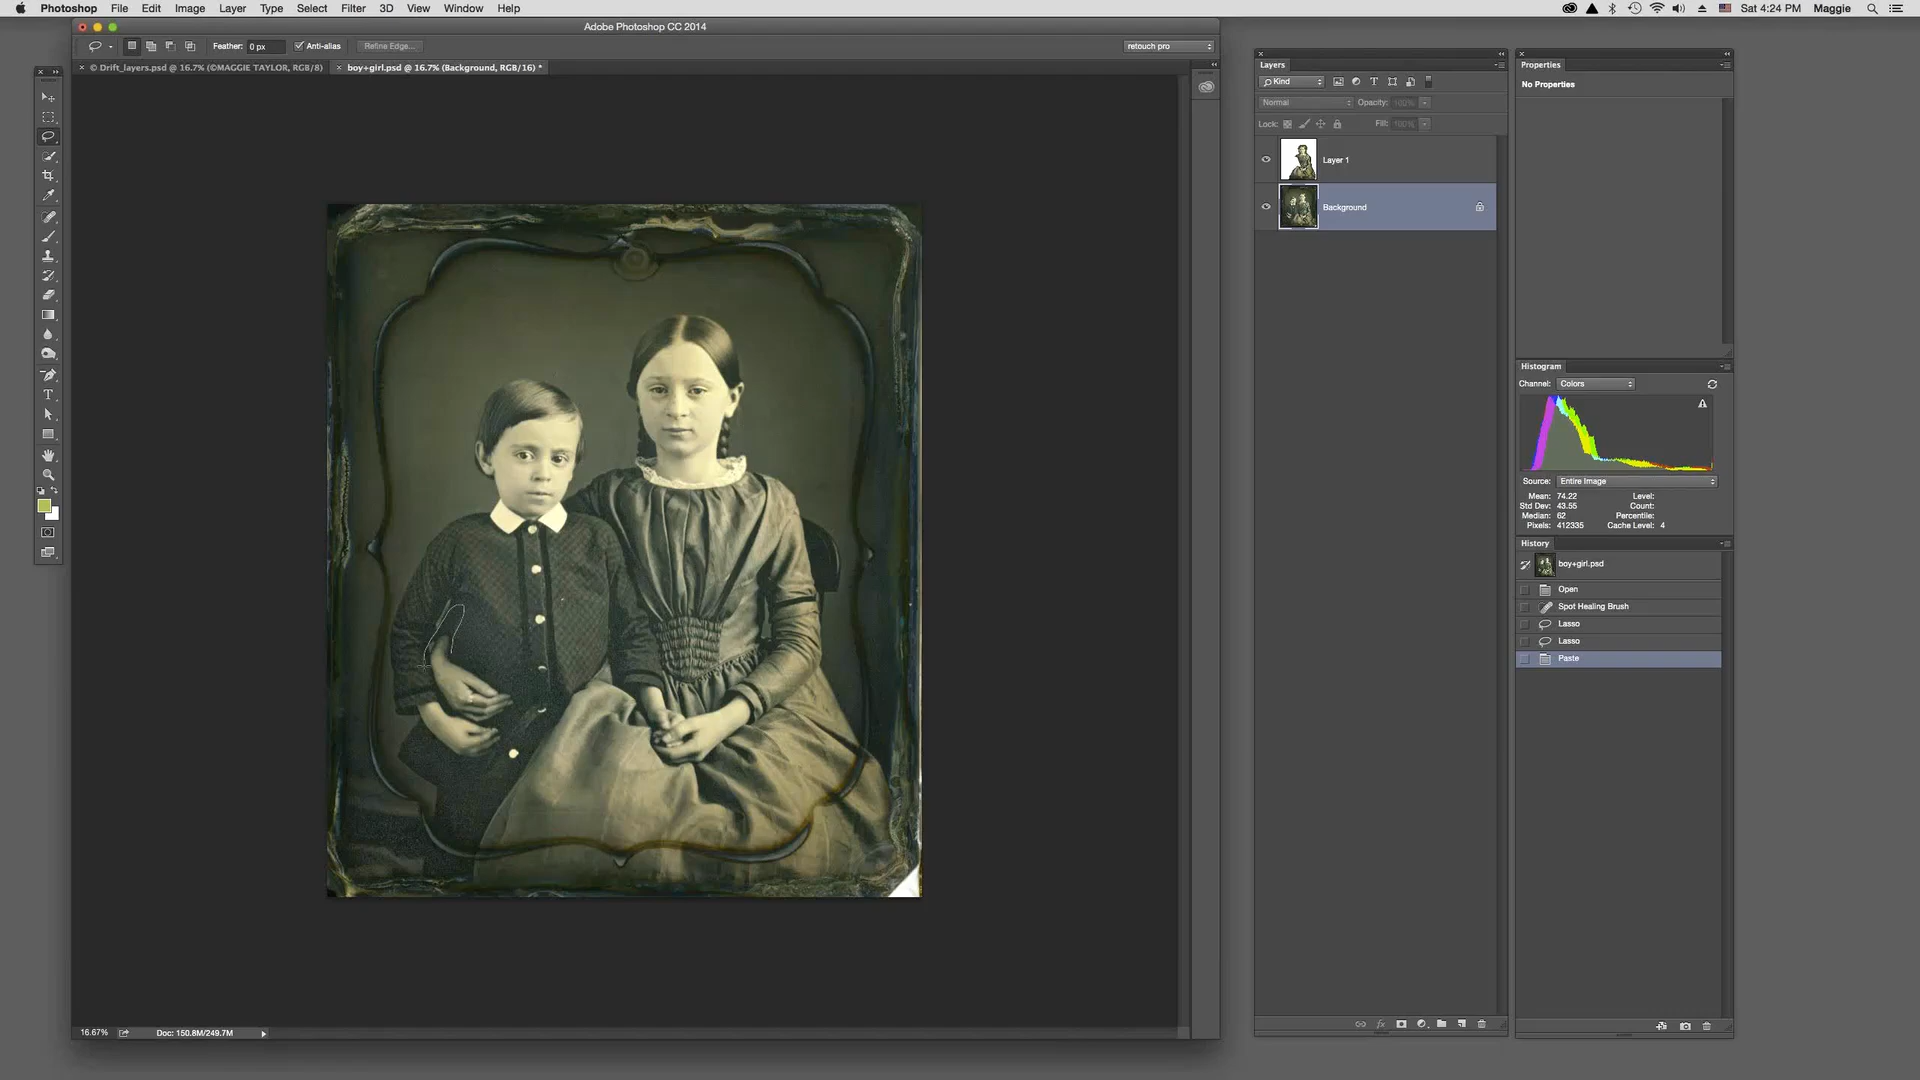 Photoshop File Edit Image Layer Type Select Filter 3D View Window Help Sat 4:24 PM Maggie
Adobe Photoshop CC 2014
Feather: 0 px Anti-alias Refine Edge... retouch pro
© Drift_layers.psd @ 16.7% (©MAGGIE TAYLOR, RGB/8) boy+girl.psd @ 16.7% (Background, RGB/16) *
Layers
Kind
Normal Opacity: 100%
Lock: Fill: 100%
Layer 1
Background
Properties
No Properties
Histogram
Channel: Colors
Source: Entire Image
Mean: 74.22 Level:
Std Dev: 43.55 Count:
Median: 62 Percentile:
Pixels: 412335 Cache Level: 4
History
boy+girl.psd
Open
Spot Healing Brush
Lasso
Lasso
Paste
16.67% Doc: 150.8M/249.7M